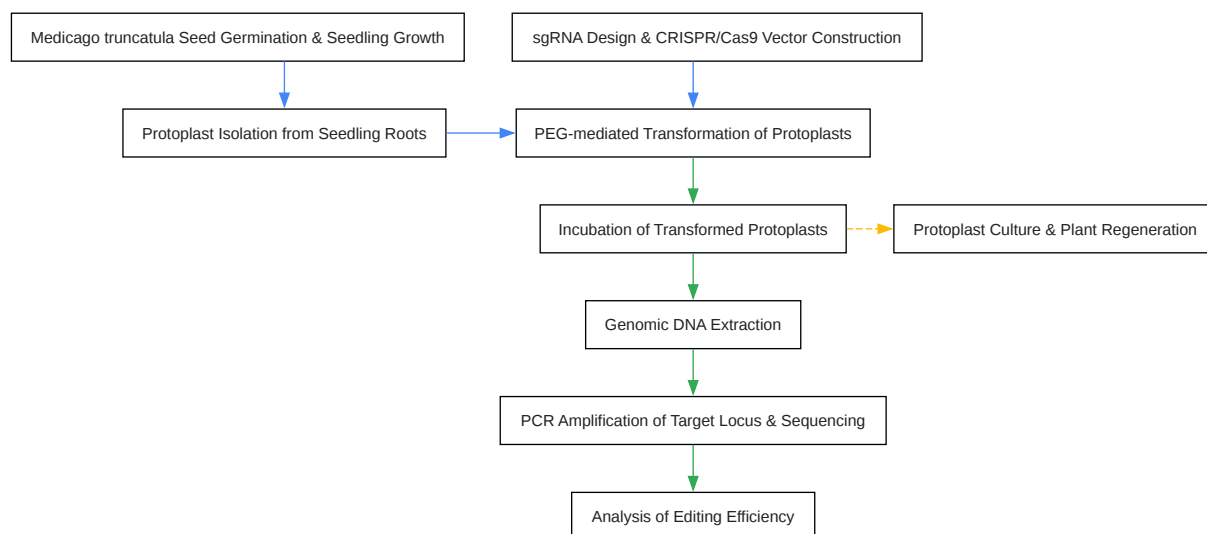 Medicago truncatula Seed Germination & Seedling Growth
sgRNA Design & CRISPR/Cas9 Vector Construction
Protoplast Isolation from Seedling Roots
PEG-mediated Transformation of Protoplasts
Incubation of Transformed Protoplasts
Protoplast Culture & Plant Regeneration
Genomic DNA Extraction
PCR Amplification of Target Locus & Sequencing
Analysis of Editing Efficiency